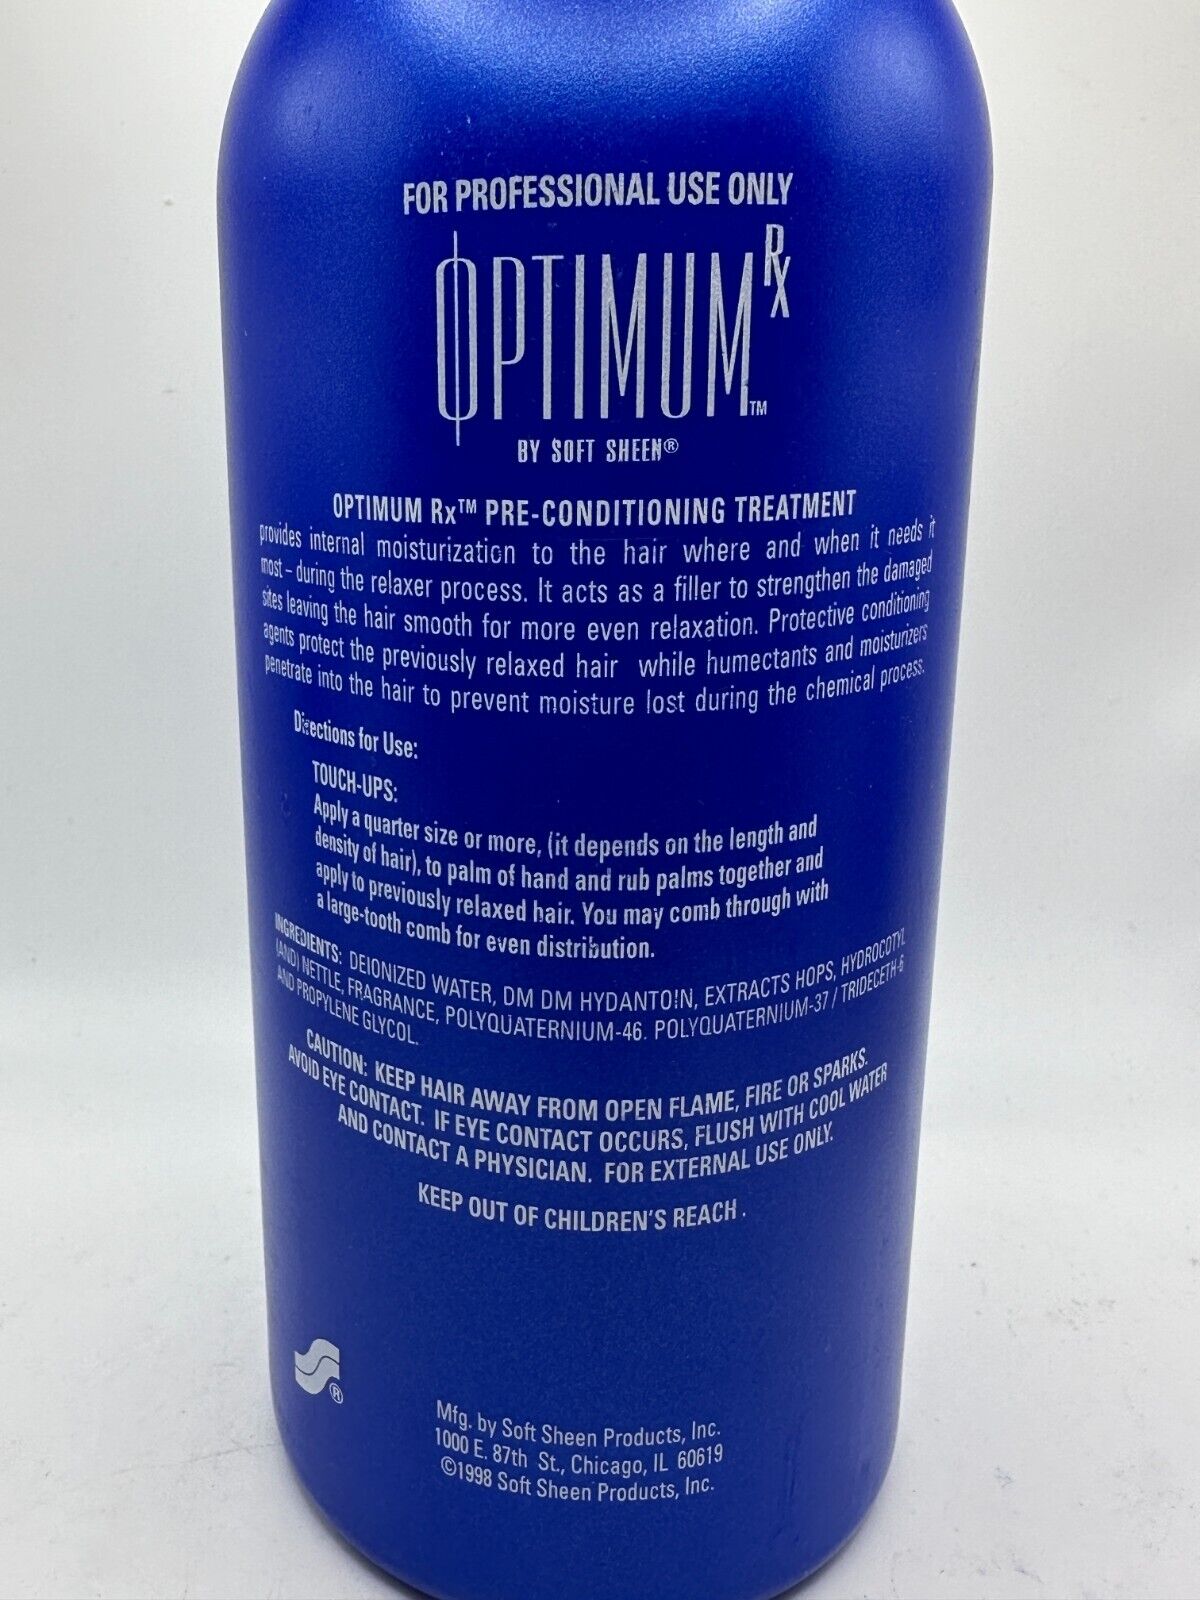 FOR PROFESSIONAL USE ONLY
OPTIMUM RX™
BY SOFT SHEEN®
OPTIMUM Rx™ PRE-CONDITIONING TREATMENT
provides internal moisturization to the hair where and when it needs it
most – during the relaxer process. It acts as a filler to strengthen the damaged
sites leaving the hair smooth for more even relaxation. Protective conditioning
agents protect the previously relaxed hair while humectants and moisturizers
penetrate into the hair to prevent moisture lost during the chemical process.
Directions for Use:
TOUCH-UPS:
Apply a quarter size or more, (it depends on the length and
density of hair), to palm of hand and rub palms together and
apply to previously relaxed hair. You may comb through with
a large-tooth comb for even distribution.
INGREDIENTS: DEIONIZED WATER, DM DM HYDANTOIN, EXTRACTS HOPS, HYDROCOTYL
(AND) NETTLE, FRAGRANCE, POLYQUATERNIUM-46. POLYQUATERNIUM-37 / TRIDECETH-6
AND PROPYLENE GLYCOL.
CAUTION: KEEP HAIR AWAY FROM OPEN FLAME, FIRE OR SPARKS.
AVOID EYE CONTACT. IF EYE CONTACT OCCURS, FLUSH WITH COOL WATER
AND CONTACT A PHYSICIAN. FOR EXTERNAL USE ONLY.
KEEP OUT OF CHILDREN'S REACH.
®
Mfg. by Soft Sheen Products, Inc.
1000 E. 87th St., Chicago, IL 60619
©1998 Soft Sheen Products, Inc.